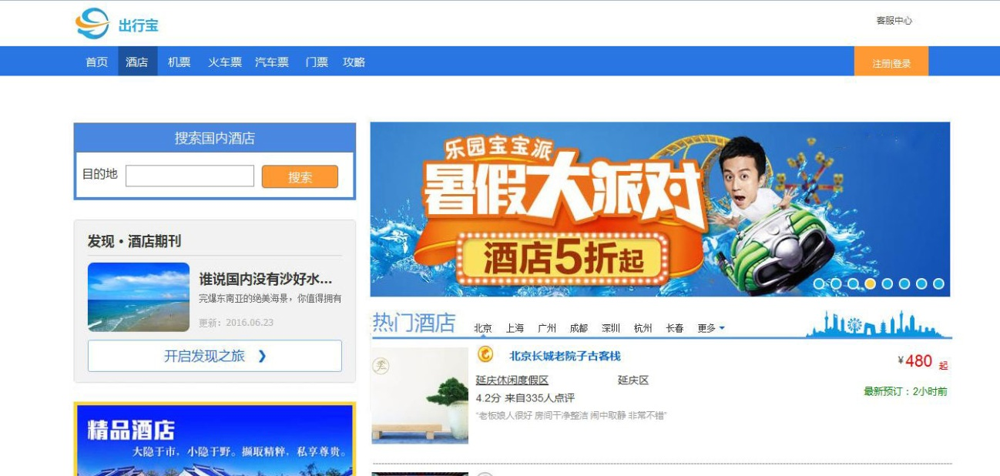 出行宝
客服中心
首页 酒店 机票 火车票 汽车票 门票 攻略
注册|登录
搜索国内酒店
目的地
搜索
发现·酒店期刊
谁说国内没有沙好水...
完爆东南亚的绝美海景，你值得拥有
更新：2016.06.23
开启发现之旅 ❯
精品酒店
大隐于市，小隐于野。撷取精粹，私享尊贵。
乐园宝宝派
暑假大派对
酒店5折起
热门酒店
北京 上海 广州 成都 深圳 杭州 长春 更多
北京长城老院子古客栈
¥480 起
延庆休闲度假区 延庆区
最新预订：2小时前
4.2分 来自335人点评
“老板娘人很好 房间干净整洁 闹中取静 非常不错”